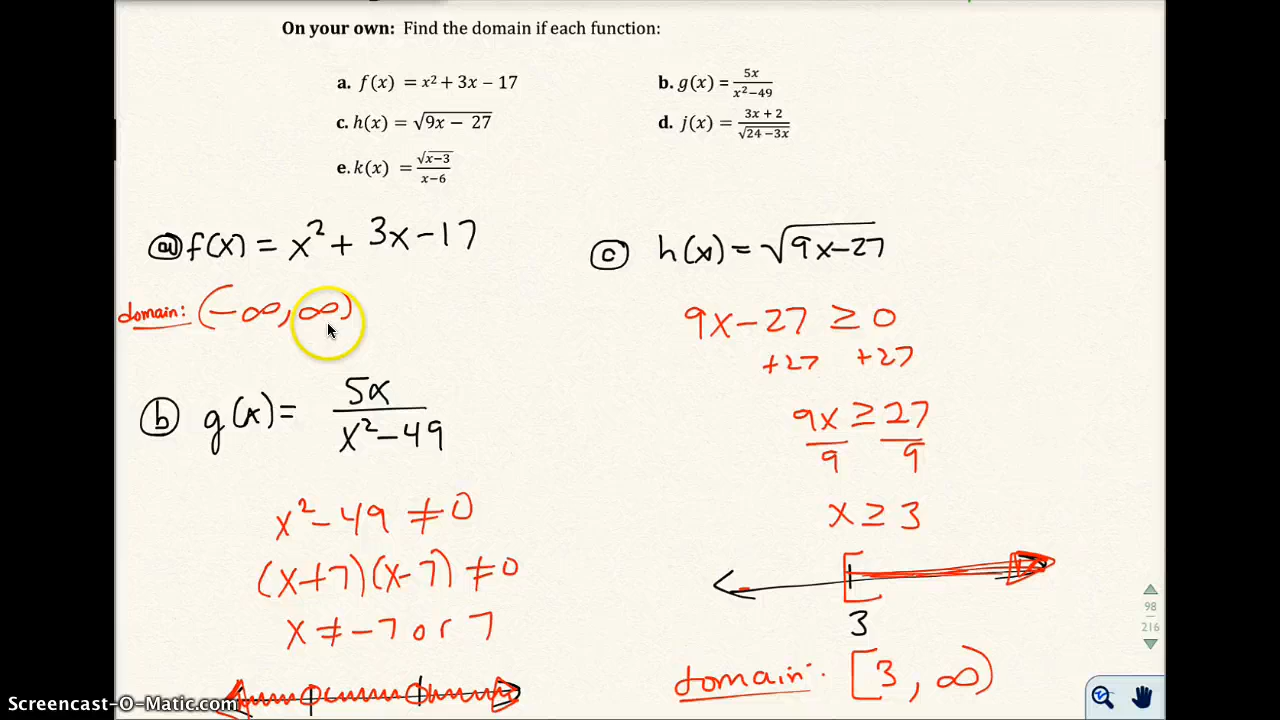 On your own: Find the domain if each function:
a. f(x) = x² + 3x − 17
b. g(x) = 5x / x²−49
c. h(x) = √(9x − 27)
d. j(x) = 3x + 2 / √(24 −3x)
e. k(x) = √(x−3) / x−6
a f(x) = x² + 3x − 17
domain: (−∞, ∞)
b g(x) = 5x / x² − 49
x² − 49 ≠ 0
(x+7)(x−7) ≠ 0
x ≠ −7 or 7
c h(x) = √(9x−27)
9x − 27 ≥ 0
+27 +27
9x ≥ 27
9 9
x ≥ 3
3
domain: [3, ∞)
98
216
Screencast-O-Matic.com